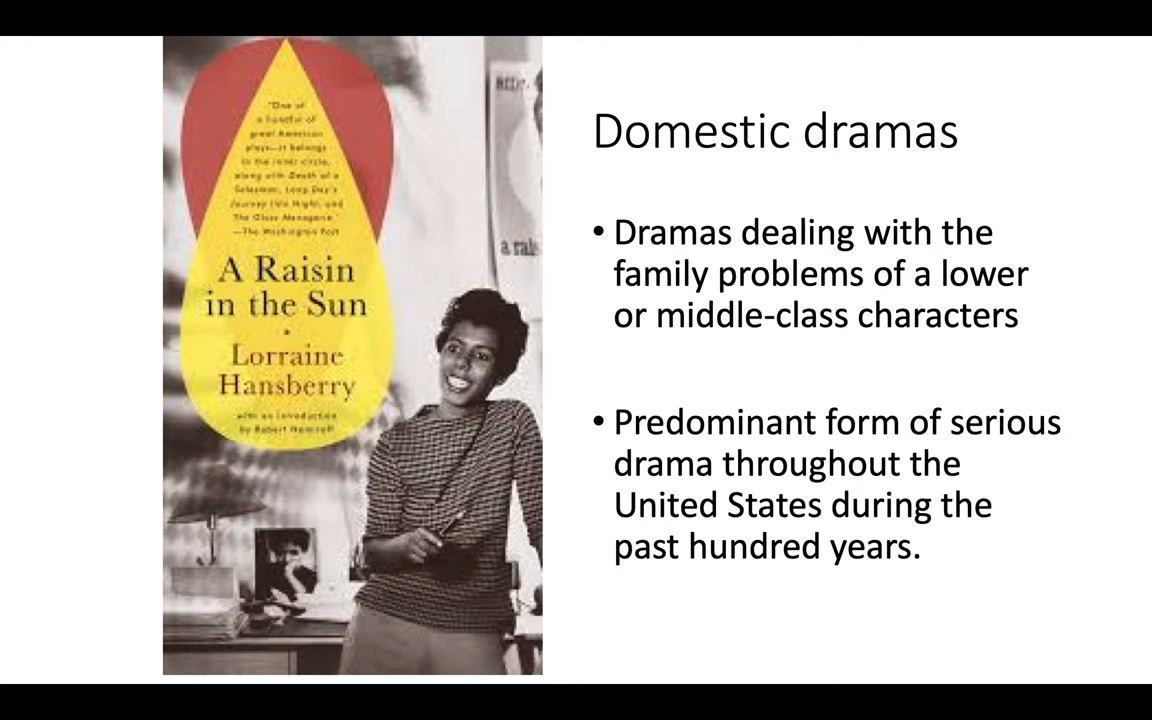 "One of
a handful of
great American
plays—it belongs
in the inner circle,
along with Death of a
Salesman, Long Day's
Journey Into Night, and
The Glass Menagerie."
—The Washington Post
A Raisin
in the Sun
•
Lorraine
Hansberry
with an introduction
by Robert Nemiroff
a rais
Domestic dramas
• Dramas dealing with the
family problems of a lower
or middle-class characters
• Predominant form of serious
drama throughout the
United States during the
past hundred years.